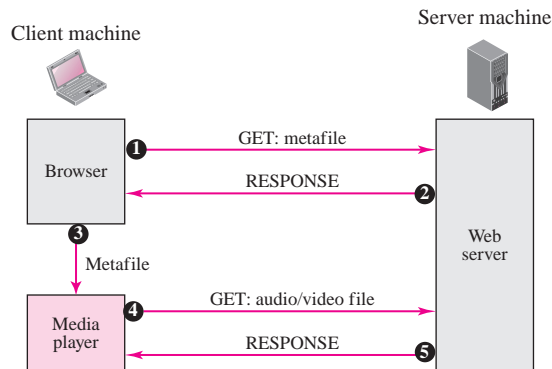 Server machine
Client machine
1
GET: metafile
Browser
RESPONSE
2
3
Web
server
Metafile
4
GET: audio/video file
Media
player
RESPONSE
5